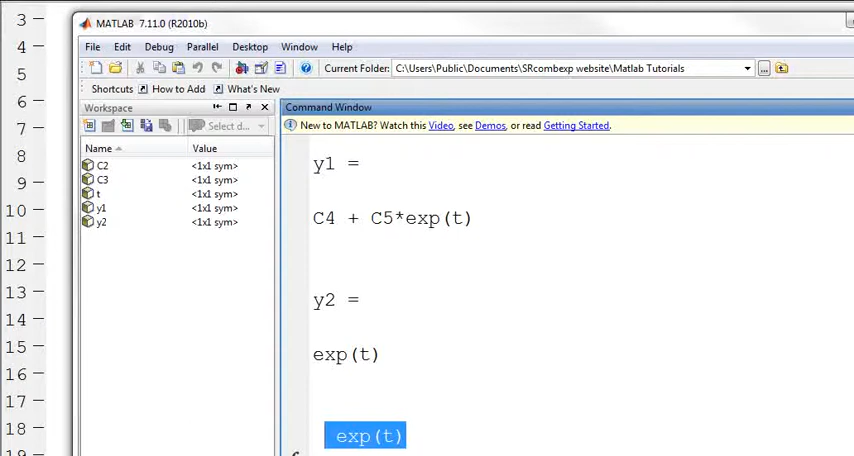 3
4
5
6
7
8
9
10
11
12
13
14
15
16
17
18
19
MATLAB 7.11.0 (R2010b)
File Edit Debug Parallel Desktop Window Help
Current Folder: C:\Users\Public\Documents\SRcombexp website\Matlab Tutorials
Shortcuts How to Add What's New
Workspace
Select d...
Name Value
C2 <1x1 sym>
C3 <1x1 sym>
t <1x1 sym>
y1 <1x1 sym>
y2 <1x1 sym>
Command Window
New to MATLAB? Watch this Video, see Demos, or read Getting Started.
y1 =
C4 + C5*exp(t)
y2 =
exp(t)
exp(t)